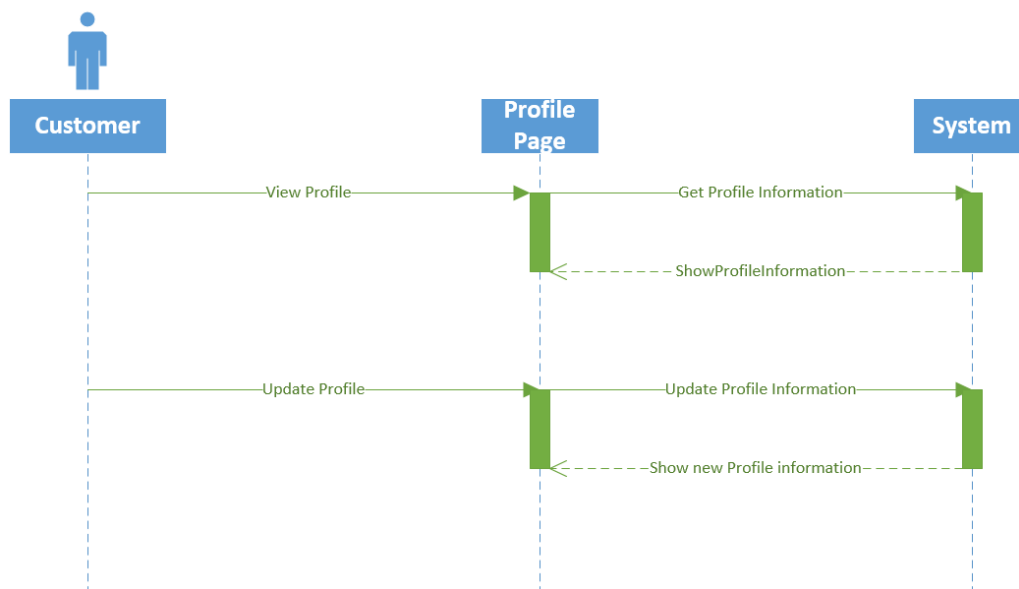 Customer
Profile
Page
System
View Profile
Get Profile Information
ShowProfileInformation
Update Profile
Update Profile Information
Show new Profile information